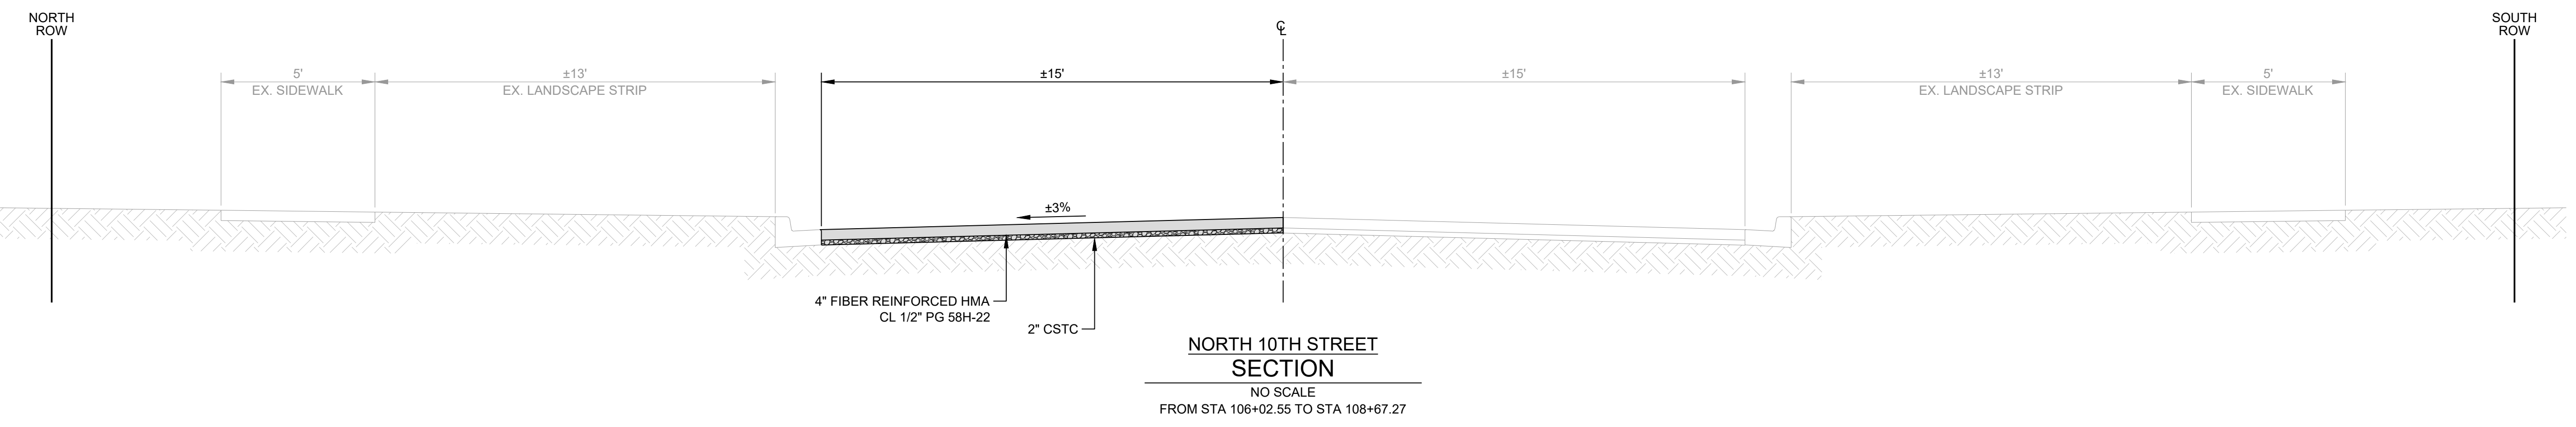 NORTH
ROW
℄
SOUTH
ROW
5'
EX. SIDEWALK
±13'
EX. LANDSCAPE STRIP
±15'
±15'
±13'
EX. LANDSCAPE STRIP
5'
EX. SIDEWALK
±3%
4" FIBER REINFORCED HMA
CL 1/2" PG 58H-22
2" CSTC
NORTH 10TH STREET
SECTION
NO SCALE
FROM STA 106+02.55 TO STA 108+67.27